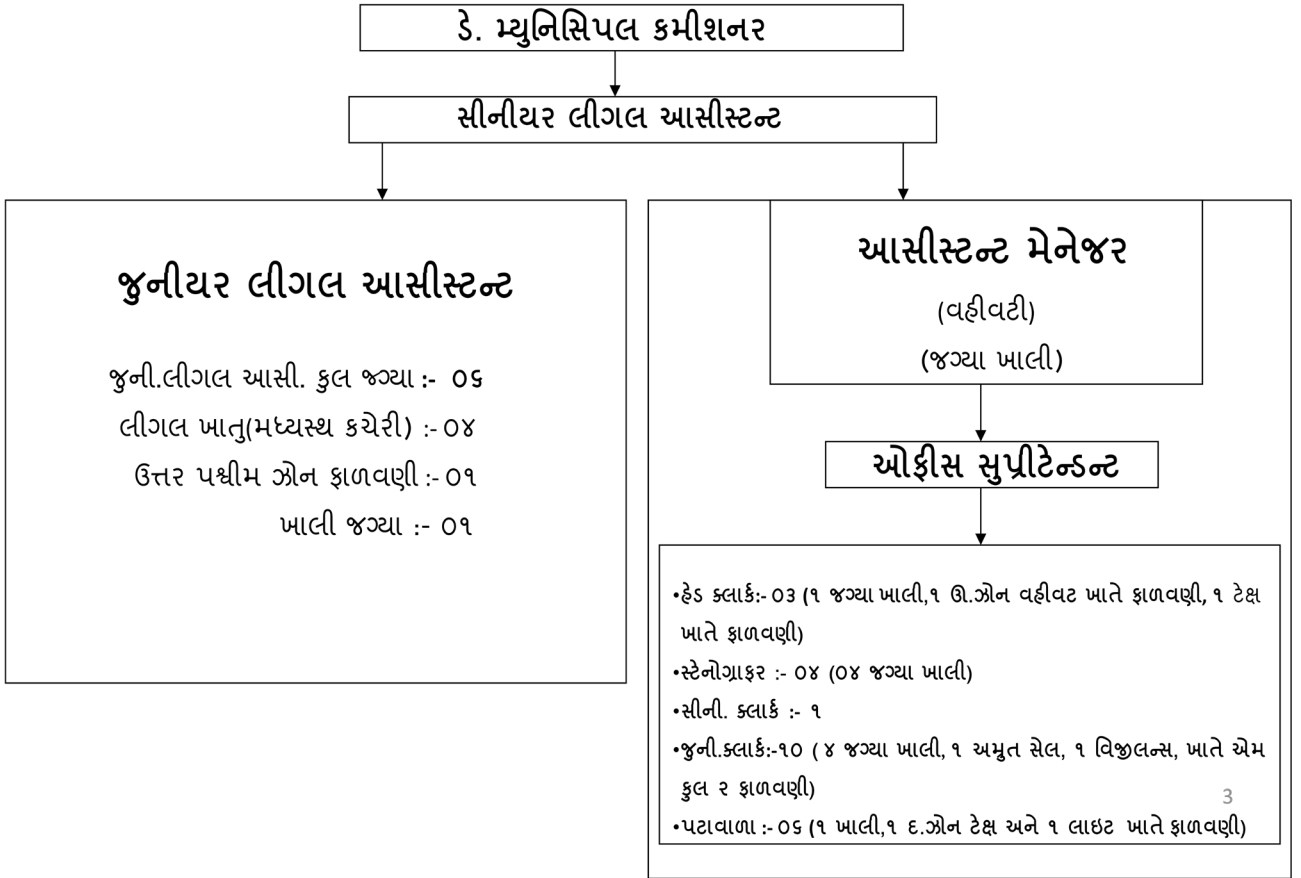 ડે. મ્યુનિસિપલ કમીશનર
સીનીયર લીગલ આસીસ્ટન્ટ
જુનીયર લીગલ આસીસ્ટન્ટ
જુની.લીગલ આસી. કુલ જગ્યા :- ૦૬
લીગલ ખાતુ(મધ્યસ્થ કચેરી) :- ૦૪
ઉત્તર પશ્ચીમ ઝોન ફાળવણી :- ૦૧
ખાલી જગ્યા :- ૦૧
આસીસ્ટન્ટ મેનેજર
(વહીવટી)
(જગ્યા ખાલી)
ઓફીસ સુપ્રીટેન્ડન્ટ
•હેડ ક્લાર્ક:- ૦૩ (૧ જગ્યા ખાલી,૧ ઊ.ઝોન વહીવટ ખાતે ફાળવણી, ૧ ટેક્ષ
ખાતે ફાળવણી)
•સ્ટેનોગ્રાફર :- ૦૪ (૦૪ જગ્યા ખાલી)
•સીની. ક્લાર્ક :- ૧
•જુની.ક્લાર્ક:-૧૦ ( ૪ જગ્યા ખાલી, ૧ અમ્રુત સેલ, ૧ વિજીલન્સ, ખાતે એમ
કુલ ૨ ફાળવણી)
•પટાવાળા :- ૦૬ (૧ ખાલી,૧ દ.ઝોન ટેક્ષ અને ૧ લાઇટ ખાતે ફાળવણી)
3